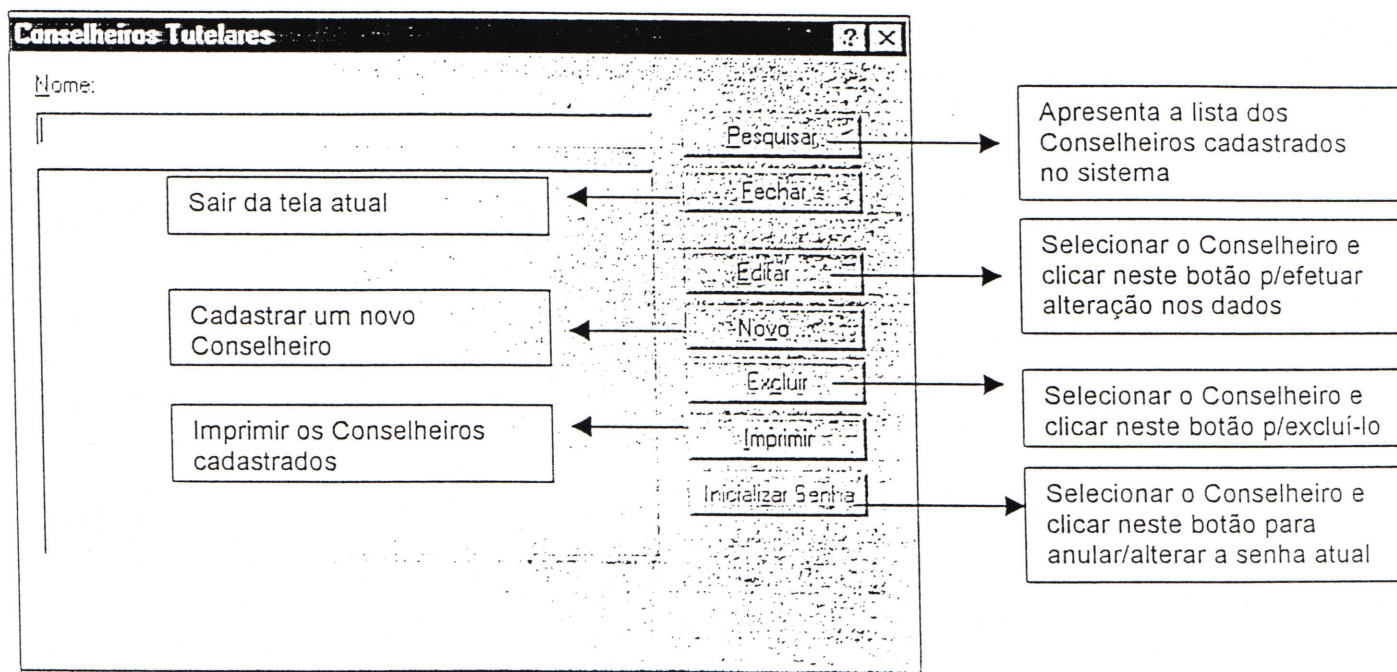 Conselheiros Tutelares
Nome:
Pesquisar
Apresenta a lista dos
Conselheiros cadastrados
no sistema
Fechar
Sair da tela atual
Editar
Selecionar o Conselheiro e
clicar neste botão p/efetuar
alteração nos dados
Novo
Cadastrar um novo
Conselheiro
Excluir
Selecionar o Conselheiro e
clicar neste botão p/excluí-lo
Imprimir
Imprimir os Conselheiros
cadastrados
Inicializar Senha
Selecionar o Conselheiro e
clicar neste botão para
anular/alterar a senha atual